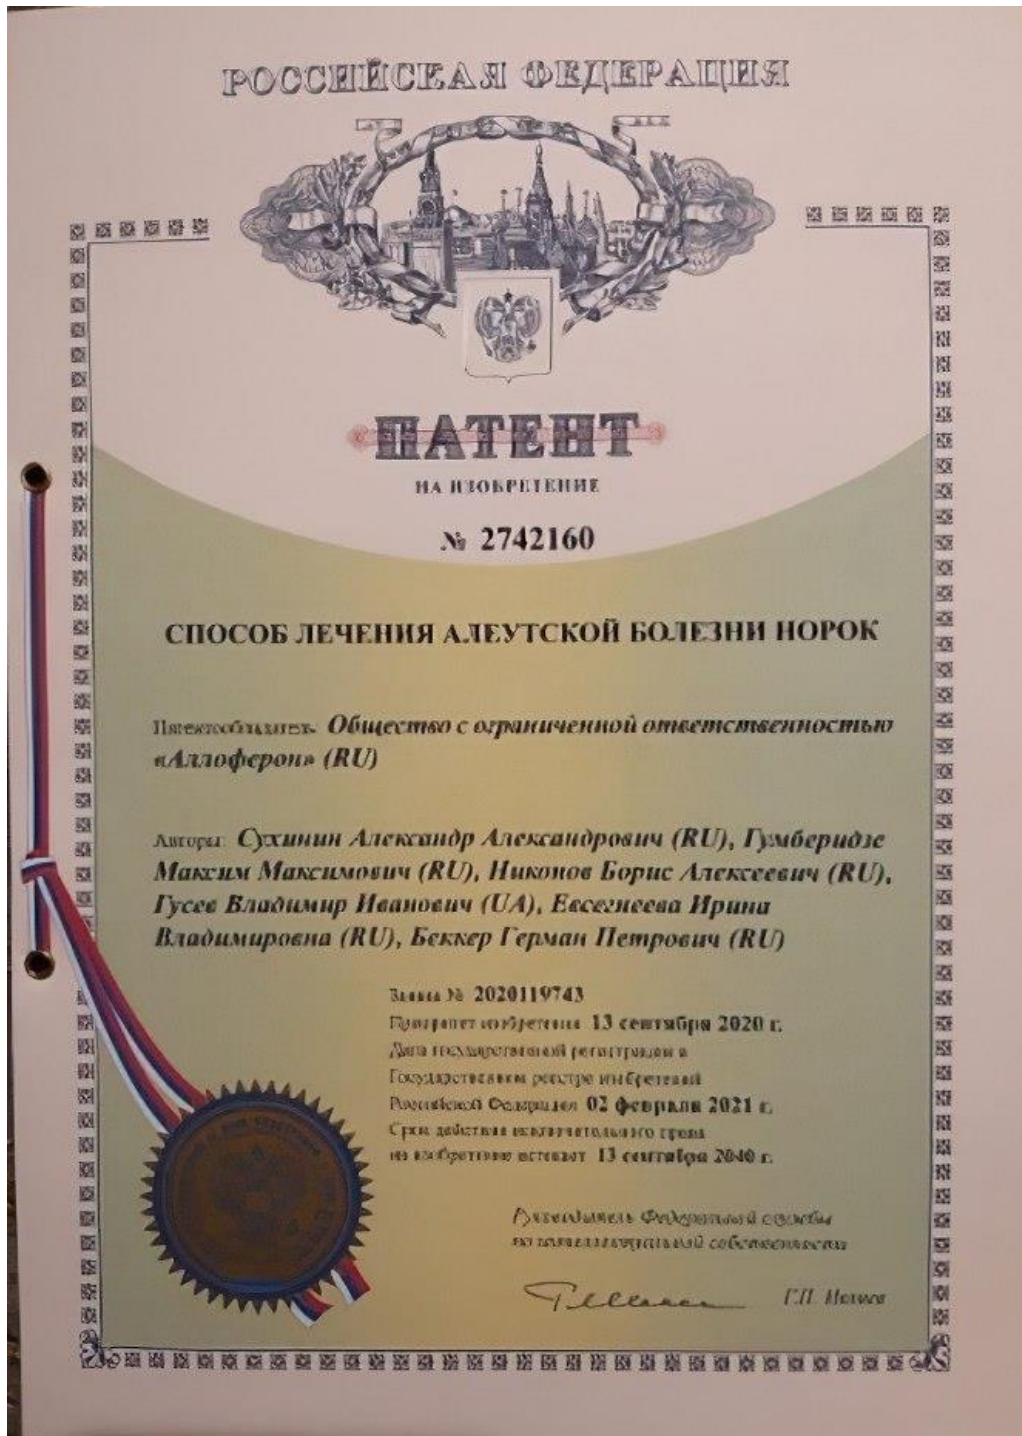 РОССИЙСКАЯ ФЕДЕРАЦИЯ
ПАТЕНТ
НА ИЗОБРЕТЕНИЕ
№ 2742160
СПОСОБ ЛЕЧЕНИЯ АЛЕУТСКОЙ БОЛЕЗНИ НОРОК
Патентообладатель: Общество с ограниченной ответственностью
«Аллоферон» (RU)
Авторы: Сухинин Александр Александрович (RU), Гумберидзе
Максим Максимович (RU), Никонов Борис Алексеевич (RU),
Гусев Владимир Иванович (UA), Евсегнеева Ирина
Владимировна (RU), Беккер Герман Петрович (RU)
Заявка № 2020119743
Приоритет изобретения 13 сентября 2020 г.
Дата государственной регистрации в
Государственном реестре изобретений
Российской Федерации 02 февраля 2021 г.
Срок действия исключительного права
на изобретение истекает 13 сентября 2040 г.
Руководитель Федеральной службы
по интеллектуальной собственности
Г.П. Ивлиев